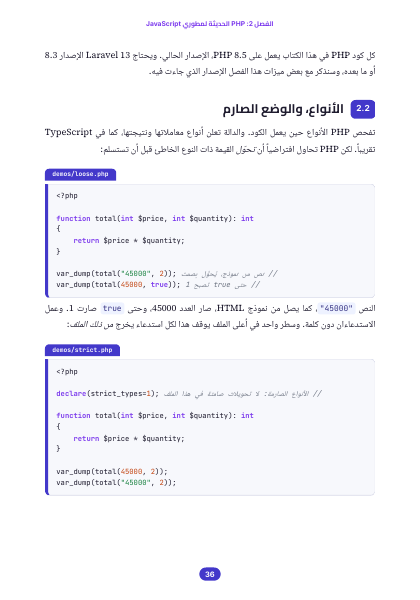 الفصل 2: PHP الحديثة لمطوري JavaScript
كل كود PHP في هذا الكتاب يعمل على PHP 8.5، الإصدار الحالي. ويحتاج Laravel 13 الإصدار 8.3
أو ما بعده، وسنذكر مع بعض ميزات هذا الفصل الإصدار الذي جاءت فيه.
2.2 الأنواع، والوضع الصارم
تفحص PHP الأنواع حين يعمل الكود. والدالة تعلن أنواع معاملاتها ونتيجتها، كما في TypeScript
تقريباً. لكن PHP تحاول افتراضياً أن تحوّل القيمة ذات النوع الخاطئ قبل أن تستسلم:
demos/loose.php
<?php
function total(int $price, int $quantity): int
{
return $price * $quantity;
}
var_dump(total("45000", 2)); // نص من نموذج، يُحوَّل بصمت
var_dump(total(45000, true)); // حتى true تصبح 1
النص "45000"، كما يصل من نموذج HTML، صار العدد 45000، وحتى true صارت 1. وعمل
الاستدعاءان دون كلمة. وسطر واحد في أعلى الملف يوقف هذا لكل استدعاء يخرج من ذلك الملف:
demos/strict.php
<?php
declare(strict_types=1); // الأنواع الصارمة: لا تحويلات صامتة في هذا الملف
function total(int $price, int $quantity): int
{
return $price * $quantity;
}
var_dump(total(45000, 2));
var_dump(total("45000", 2));
36